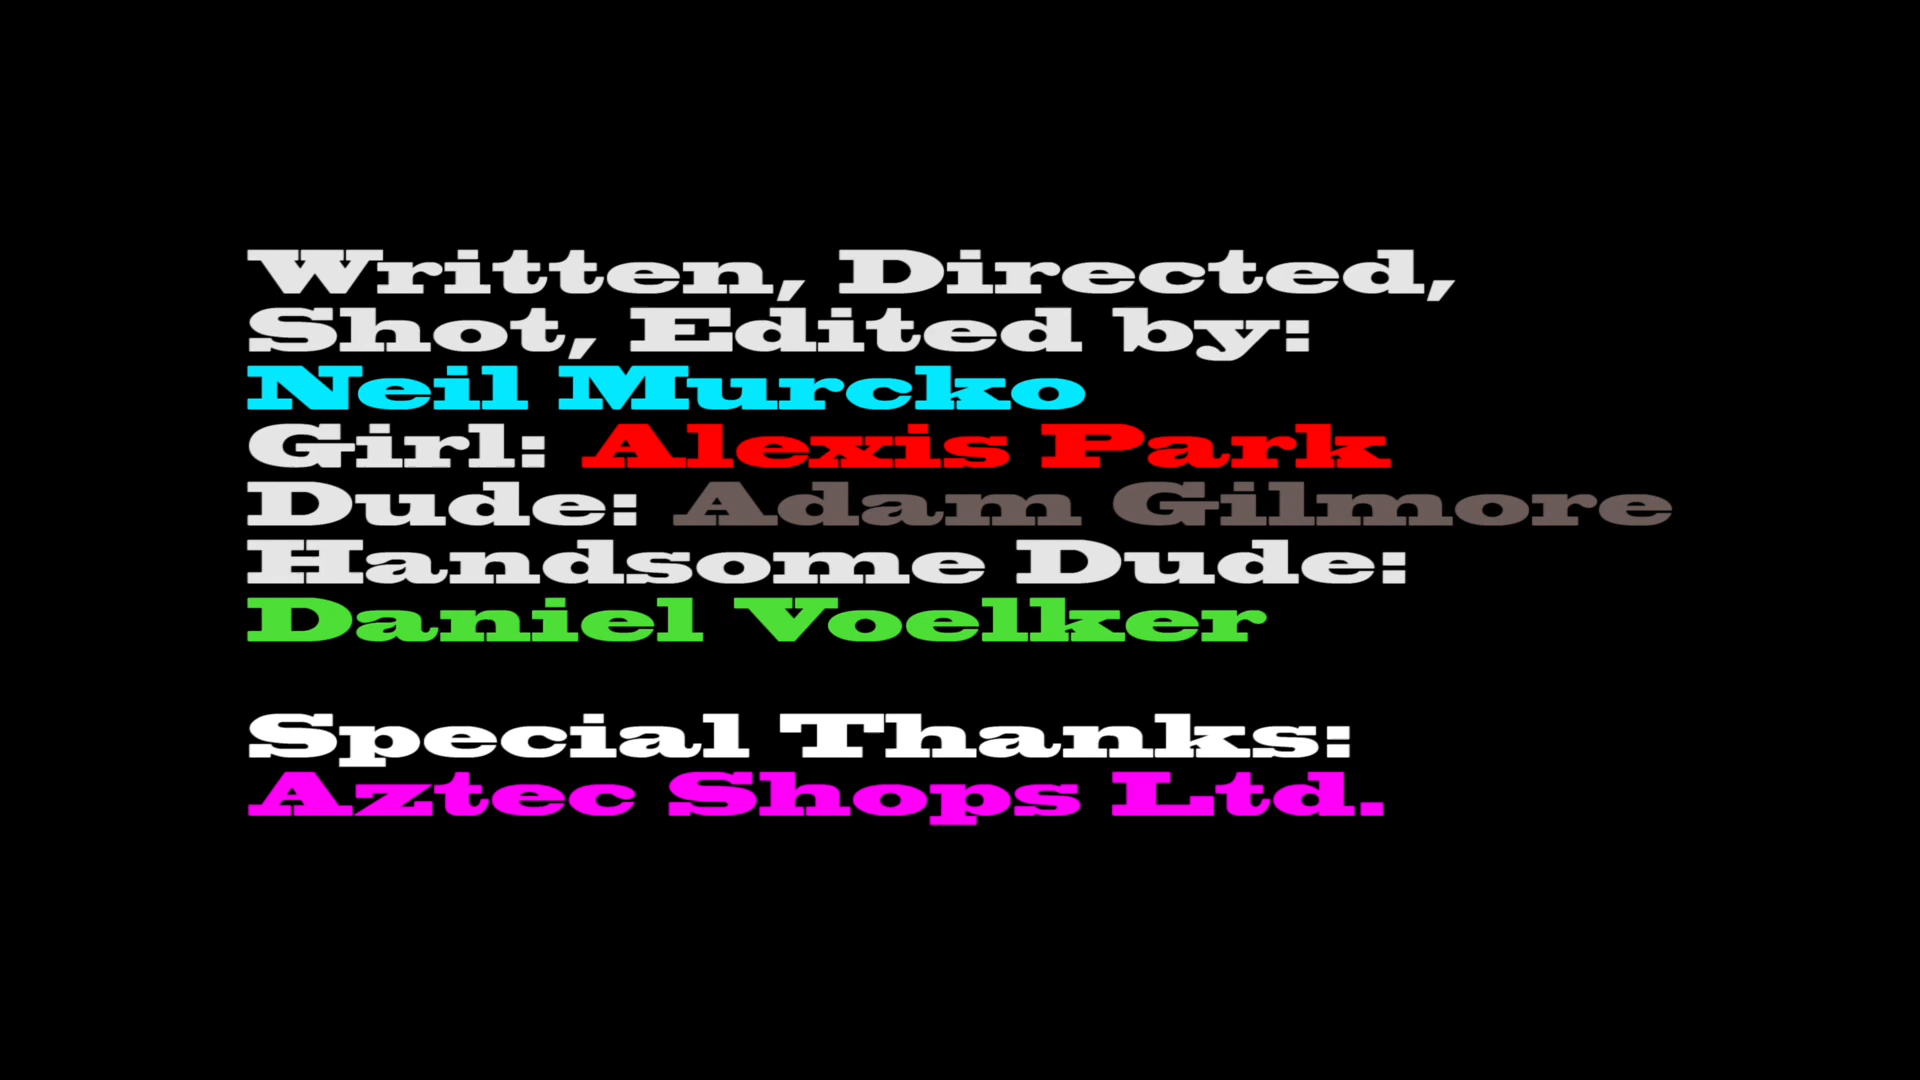 Written, Directed,
Shot, Edited by:
Neil Murcko
Girl: Alexis Park
Dude: Adam Gilmore
Handsome Dude:
Daniel Voelker
Special Thanks:
Aztec Shops Ltd.